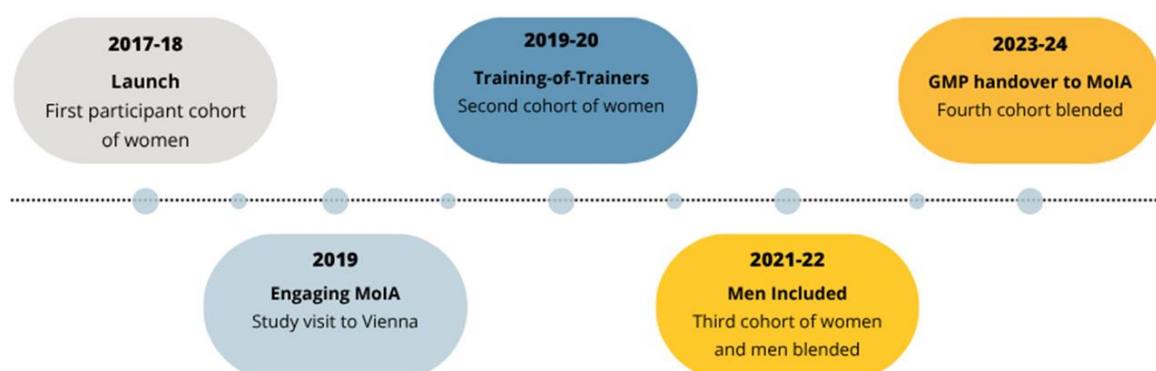 2017-18
Launch
First participant cohort
of women
2019
Engaging MoIA
Study visit to Vienna
2019-20
Training-of-Trainers
Second cohort of women
2021-22
Men Included
Third cohort of women
and men blended
2023-24
GMP handover to MoIA
Fourth cohort blended